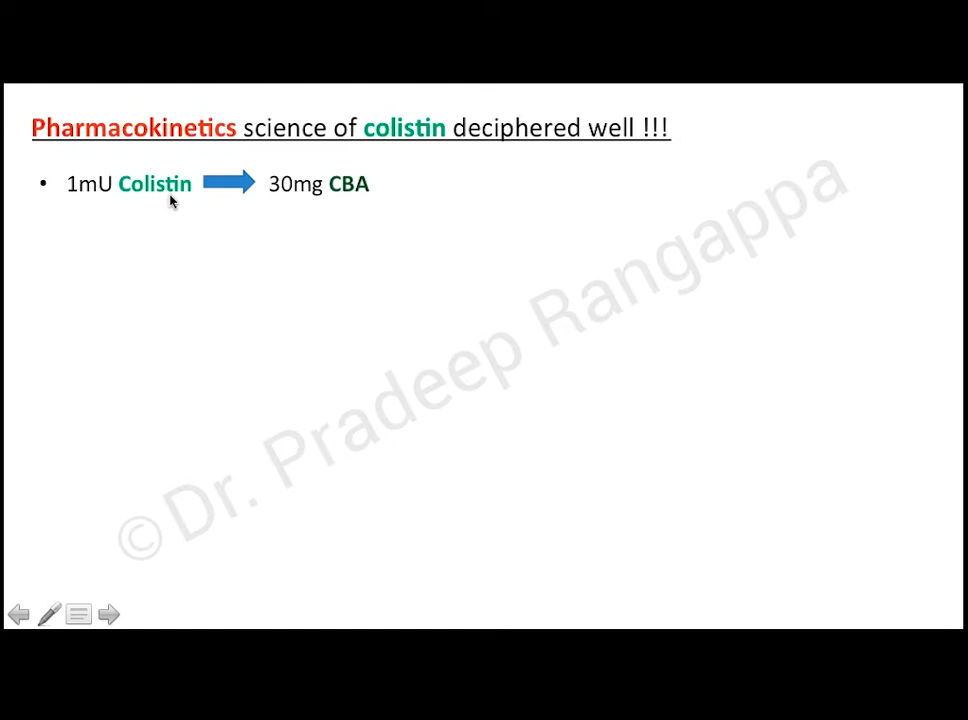 Pharmacokinetics science of colistin deciphered well !!!
• 1mU Colistin 30mg CBA
© Dr. Pradeep Rangappa